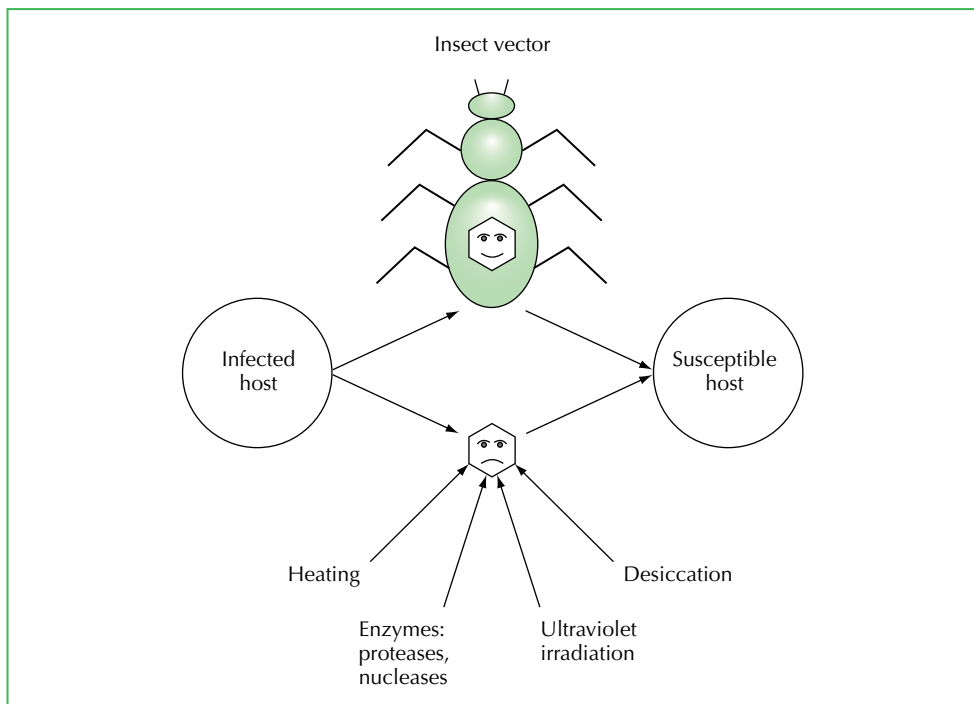 Insect vector
Infected
host
Susceptible
host
Heating
Desiccation
Enzymes:
proteases,
nucleases
Ultraviolet
irradiation